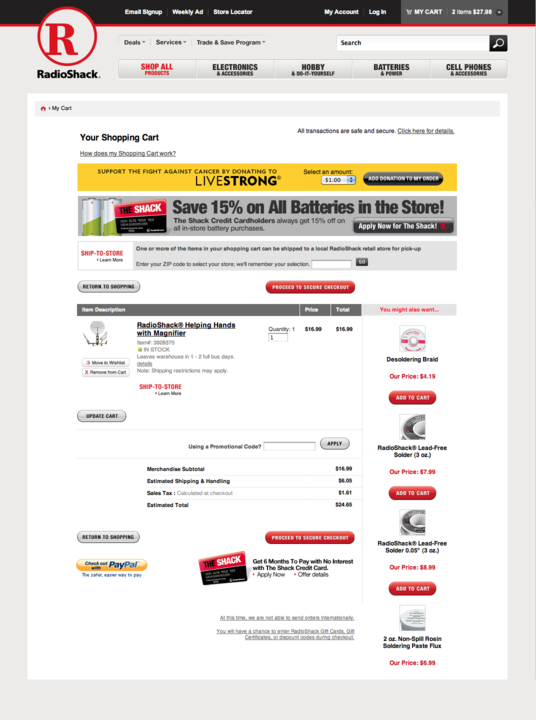 Email Signup
Weekly Ad
Store Locator
My Account
Log In
MY CART
2 Items $27.98
R
RadioShack.
Deals
Services
Trade & Save Program
Search
SHOP ALL
PRODUCTS
ELECTRONICS
& ACCESSORIES
HOBBY
& DO-IT-YOURSELF
BATTERIES
& POWER
CELL PHONES
& ACCESSORIES
My Cart
Your Shopping Cart
All transactions are safe and secure. Click here for details.
How does my Shopping Cart work?
SUPPORT THE FIGHT AGAINST CANCER BY DONATING TO
LIVESTRONG®
Select an amount:
$1.00
ADD DONATION TO MY ORDER
THE SHACK
Save 15% on All Batteries in the Store!
The Shack Credit Cardholders always get 15% off on
all in-store battery purchases.
Apply Now for The Shack!
SHIP-TO-STORE
Learn More
One or more of the items in your shopping cart can be shipped to a local RadioShack retail store for pick-up
Enter your ZIP code to select your store; we'll remember your selection.
GO
RETURN TO SHOPPING
PROCEED TO SECURE CHECKOUT
Item Description
Price
Total
You might also want...
RadioShack® Helping Hands
with Magnifier
Quantity: 1
1
$16.99
$16.99
Item#: 3928375
IN STOCK
Leaves warehouse in 1 - 2 full bus. days.
details
Note: Shipping restrictions may apply.
Move to Wishlist
X Remove from Cart
SHIP-TO-STORE
Learn More
UPDATE CART
Using a Promotional Code?
APPLY
Merchandise Subtotal
$16.99
Estimated Shipping & Handling
$6.05
Sales Tax : Calculated at checkout
$1.61
Estimated Total
$24.65
RETURN TO SHOPPING
PROCEED TO SECURE CHECKOUT
Check out
with PayPal
The safer, easier way to pay
THE SHACK
Get 6 Months To Pay with No Interest
with The Shack Credit Card.
Apply Now
Offer details
At this time, we are not able to send orders internationally.
You will have a chance to enter RadioShack Gift Cards, Gift
Certificates, or discount codes during checkout.
Desoldering Braid
Our Price: $4.19
ADD TO CART
RadioShack® Lead-Free
Solder (3 oz.)
Our Price: $7.99
ADD TO CART
RadioShack® Lead-Free
Solder 0.05" (3 oz.)
Our Price: $8.99
ADD TO CART
2 oz. Non-Spill Rosin
Soldering Paste Flux
Our Price: $6.99